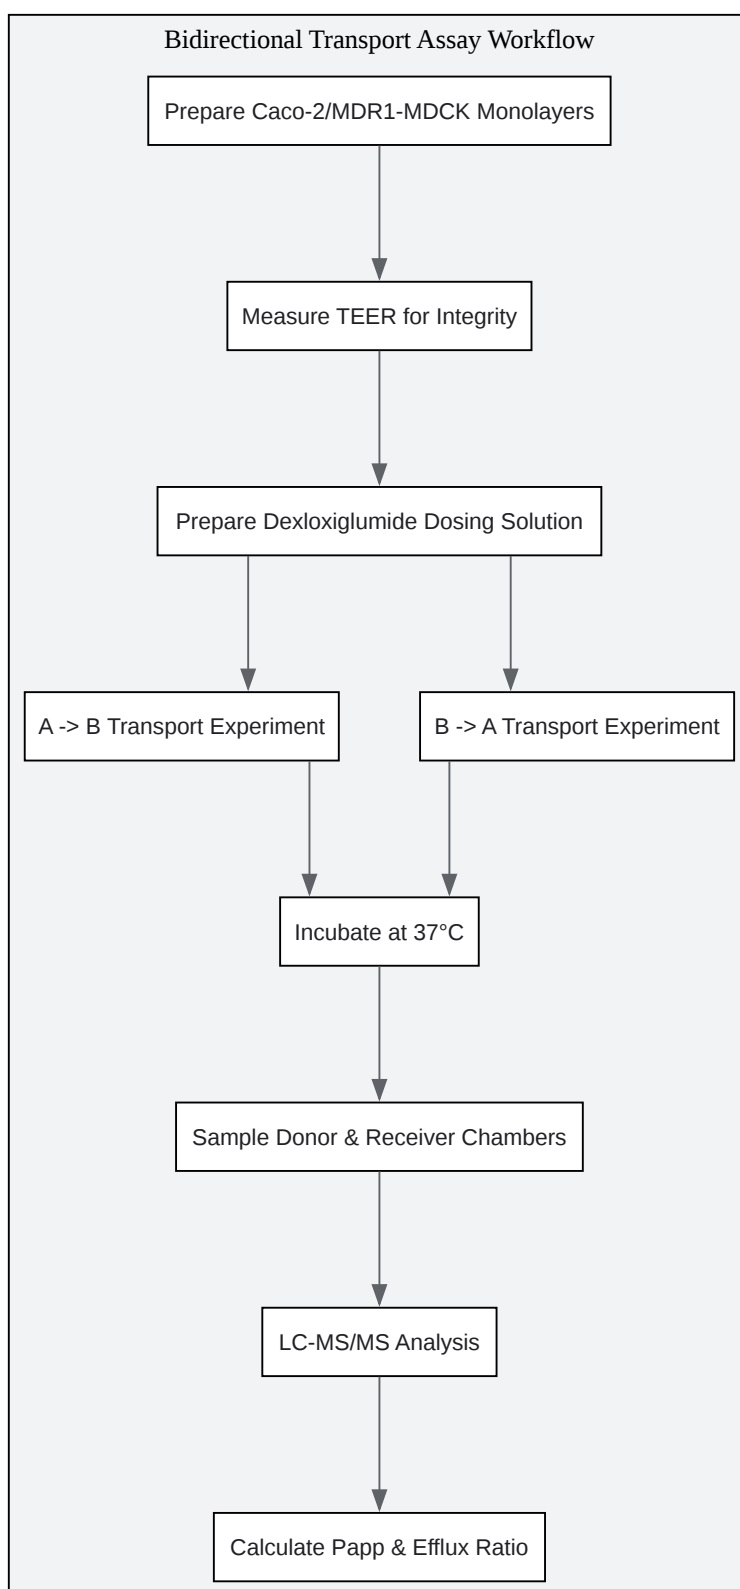 Bidirectional Transport Assay Workflow
Prepare Caco-2/MDR1-MDCK Monolayers
Measure TEER for Integrity
Prepare Dexloxiglumide Dosing Solution
A -> B Transport Experiment
B -> A Transport Experiment
Incubate at 37°C
Sample Donor & Receiver Chambers
LC-MS/MS Analysis
Calculate Papp & Efflux Ratio